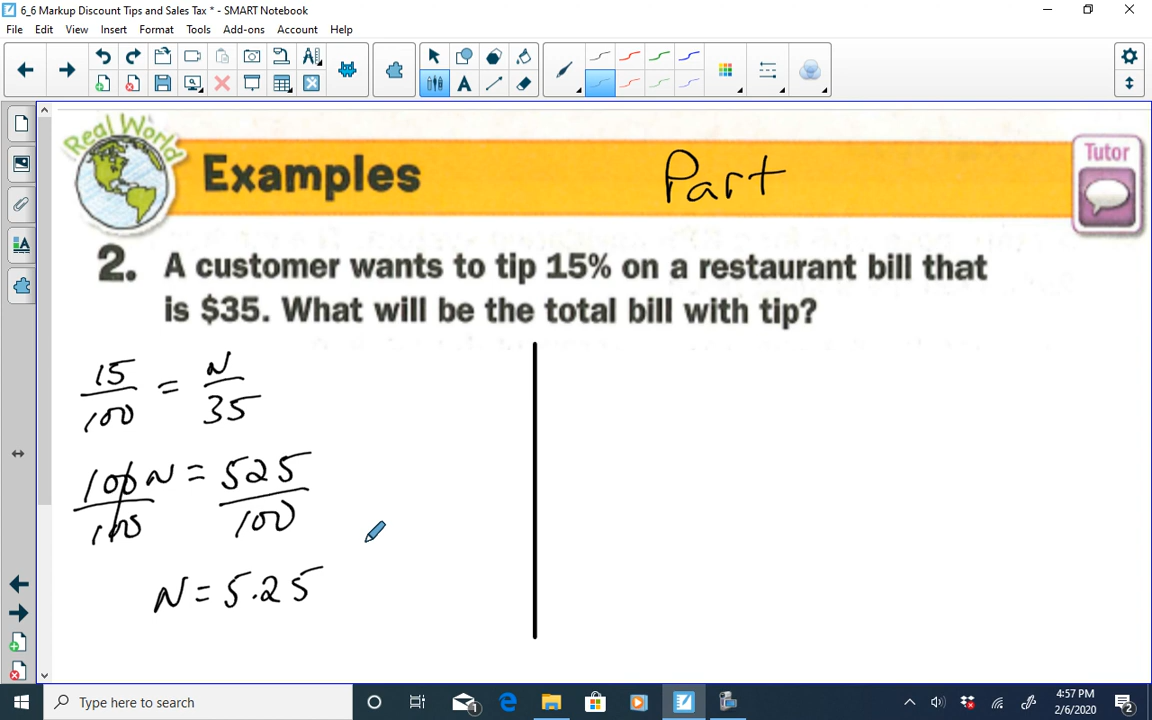 6_6 Markup Discount Tips and Sales Tax * - SMART Notebook
File Edit View Insert Format Tools Add-ons Account Help
Real World
Examples
Part
Tutor
2. A customer wants to tip 15% on a restaurant bill that
is $35. What will be the total bill with tip?
15/100 = N/35
100N/100 = 525/100
N = 5.25
Type here to search
1
4:57 PM
2/6/2020
2